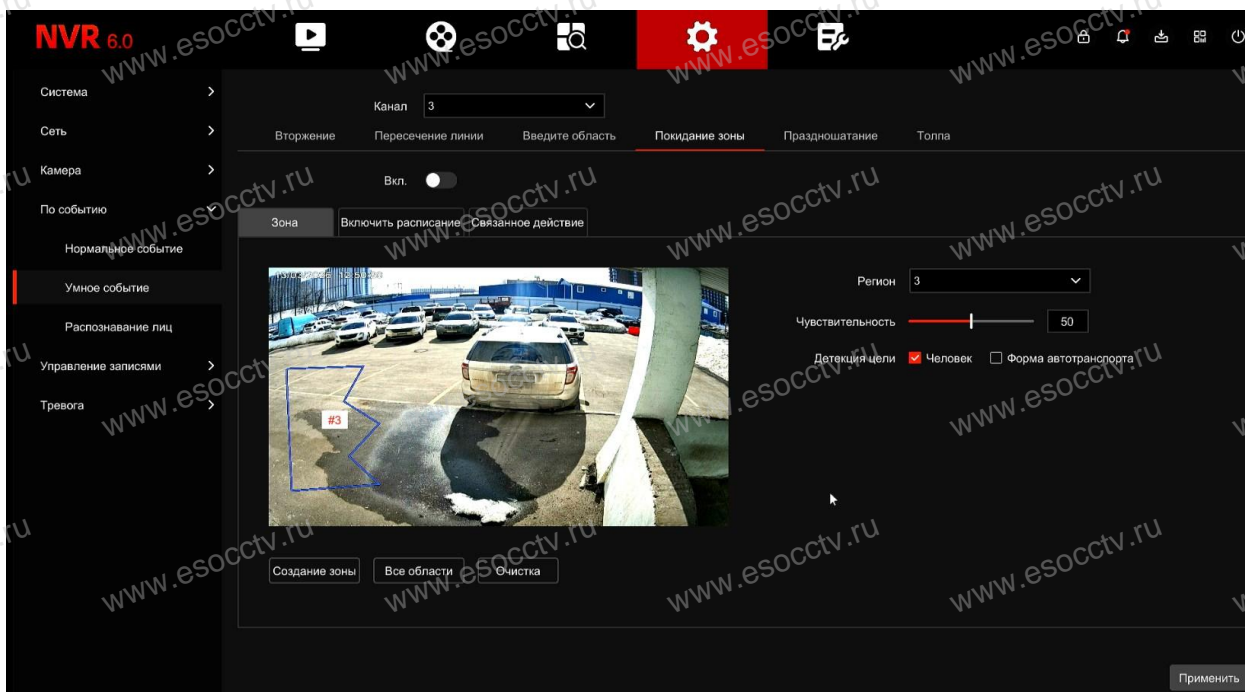 NVR 6.0
Система
Сеть
Камера
По событию
Нормальное событие
Умное событие
Распознавание лиц
Управление записями
Тревога
Канал 3
Вторжение Пересечение линии Введите область Покидание зоны Праздношатание Толпа
Вкл.
Зона Включить расписание Связанное действие
#3
Регион 3
Чувствительность 50
Детекция цели Человек Форма автотранспорта
Создание зоны Все области Очистка
Применить
www.esocctv.ru